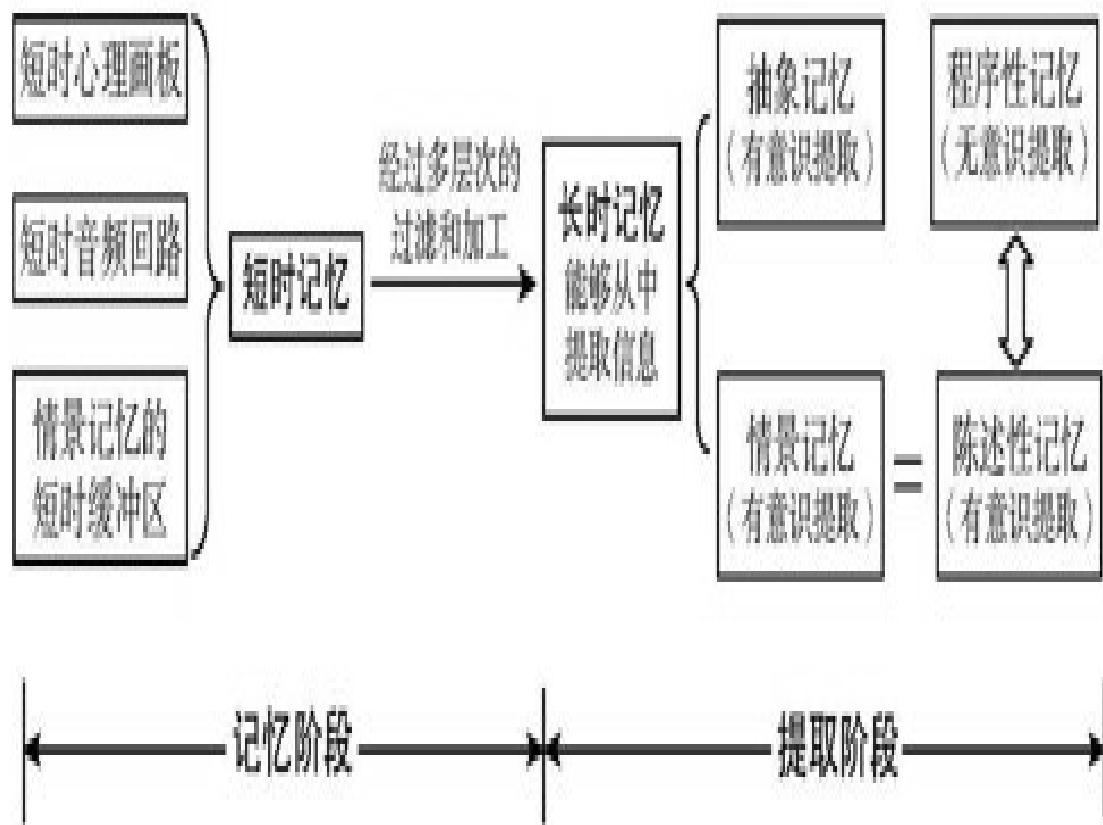 短时心理画板
短时音频回路
情景记忆的
短时缓冲区
短时记忆
经过多层次的
过滤和加工
长时记忆
能够从中
提取信息
抽象记忆
（有意识提取）
程序性记忆
（无意识提取）
情景记忆
（有意识提取）
=
陈述性记忆
（有意识提取）
记忆阶段
提取阶段